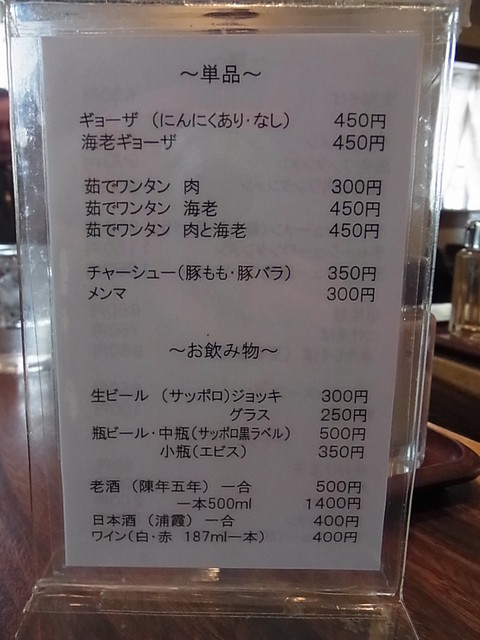 ～単品～
ギョーザ （にんにくあり・なし） 450円
海老ギョーザ 450円
茹でワンタン 肉 300円
茹でワンタン 海老 450円
茹でワンタン 肉と海老 450円
チャーシュー（豚もも・豚バラ） 350円
メンマ 300円
～お飲み物～
生ビール （サッポロ）ジョッキ 300円
グラス 250円
瓶ビール・中瓶（サッポロ黒ラベル） 500円
小瓶（エビス） 350円
老酒 （陳年五年） 一合 500円
一本500ml 1400円
日本酒 （浦霞） 一合 400円
ワイン（白・赤 187ml一本） 400円